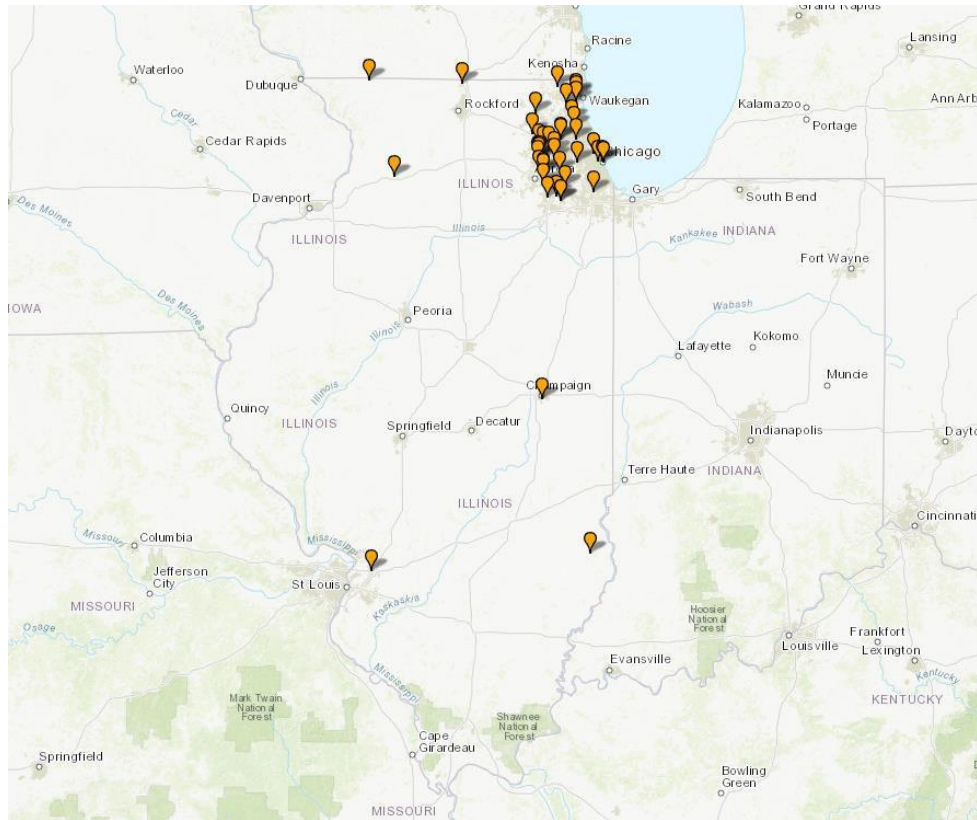 Grand Rapids
Racine
Lansing
Kenosha
Waterloo
Dubuque
Rockford
Waukegan
Kalamazoo
Ann Arb
Cedar
Portage
Cedar Rapids
Chicago
ILLINOIS
Davenport
Gary
South Bend
Des Moines
Illinois
INDIANA
ILLINOIS
Kankakee
Fort Wayne
IOWA
Des Moines
Wabash
Peoria
Illinois
Kokomo
Lafayette
Muncie
Illinois
Champaign
Quincy
ILLINOIS
Springfield
Decatur
Indianapolis
Dayto
Terre Haute
INDIANA
ILLINOIS
Cincinnati
Columbia
Missouri
Mississippi
Jefferson
City
St Louis
MISSOURI
Kaskaskia
Hoosier
National
Forest
Osage
Louisville
Frankfort
Lexington
Evansville
Kentucky
Mississippi
KENTUCKY
Mark Twain
National
Forest
Shawnee
National
Forest
Cape
Girardeau
Springfield
Bowling
Green
MISSOURI